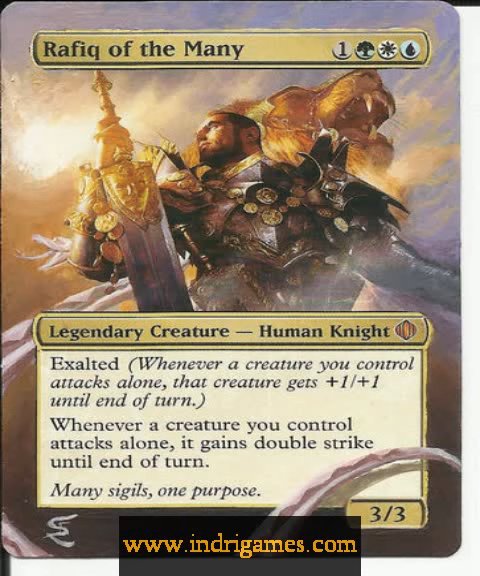 Rafiq of the Many 1
Legendary Creature — Human Knight
Exalted (Whenever a creature you control
attacks alone, that creature gets +1/+1
until end of turn.)
Whenever a creature you control
attacks alone, it gains double strike
until end of turn.
Many sigils, one purpose.
3/3
www.indrigames.com